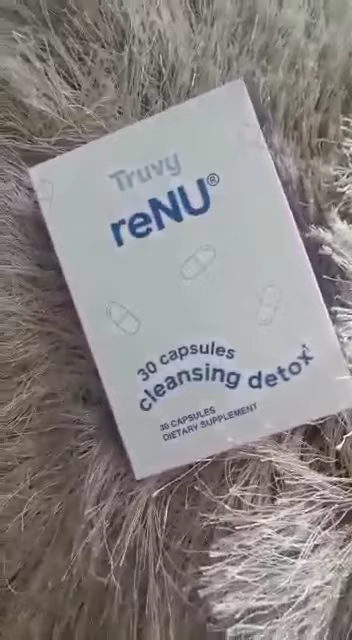 Truvy
reNU®
30 capsules
cleansing detox†
30 CAPSULES
DIETARY SUPPLEMENT